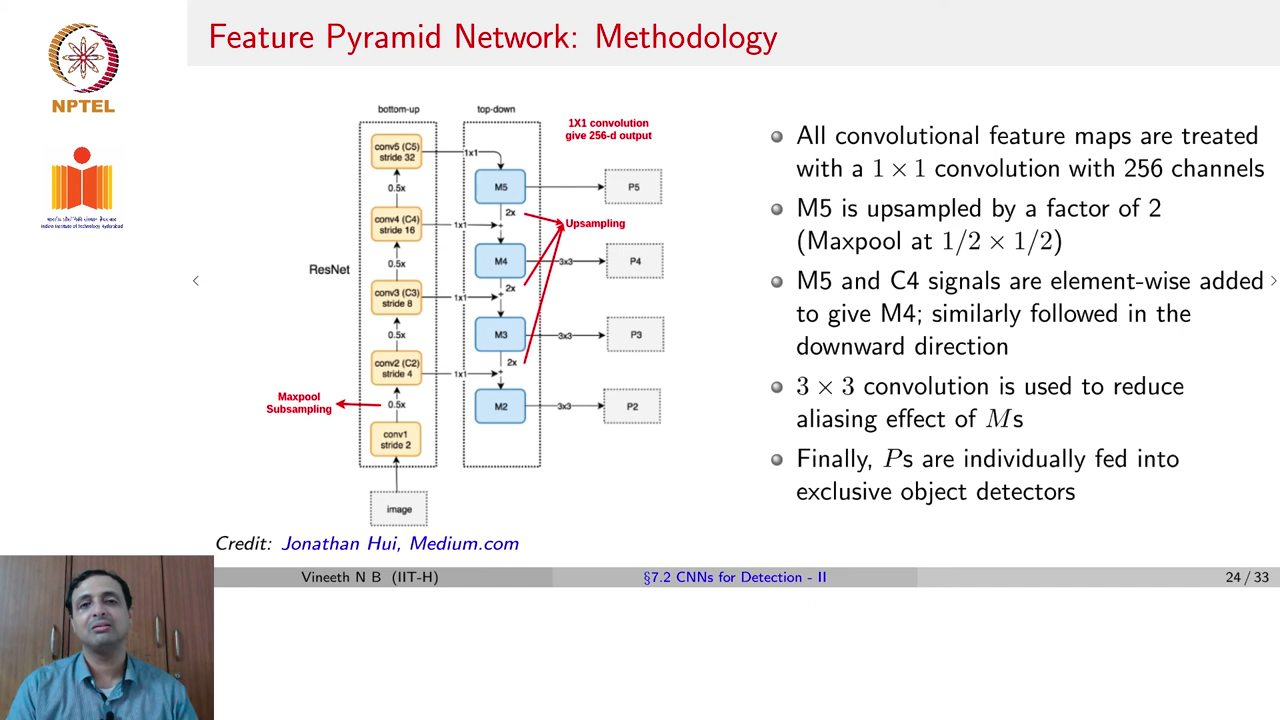 Feature Pyramid Network: Methodology
NPTEL
Indian Institute of Technology Hyderabad
bottom-up
top-down
1X1 convolution
give 256-d output
conv5 (C5)
stride 32
1x1
M5
P5
0.5x
2x
conv4 (C4)
stride 16
1x1
+
Upsampling
M4
3x3
P4
0.5x
ResNet
2x
conv3 (C3)
stride 8
1x1
+
M3
3x3
P3
0.5x
2x
conv2 (C2)
stride 4
1x1
+
M2
3x3
P2
Maxpool
Subsampling
0.5x
conv1
stride 2
image
Credit: Jonathan Hui, Medium.com
All convolutional feature maps are treated
with a 1 × 1 convolution with 256 channels
M5 is upsampled by a factor of 2
(Maxpool at 1/2 × 1/2)
M5 and C4 signals are element-wise added
to give M4; similarly followed in the
downward direction
3 × 3 convolution is used to reduce
aliasing effect of Ms
Finally, Ps are individually fed into
exclusive object detectors
Vineeth N B (IIT-H)
§7.2 CNNs for Detection - II
24 / 33